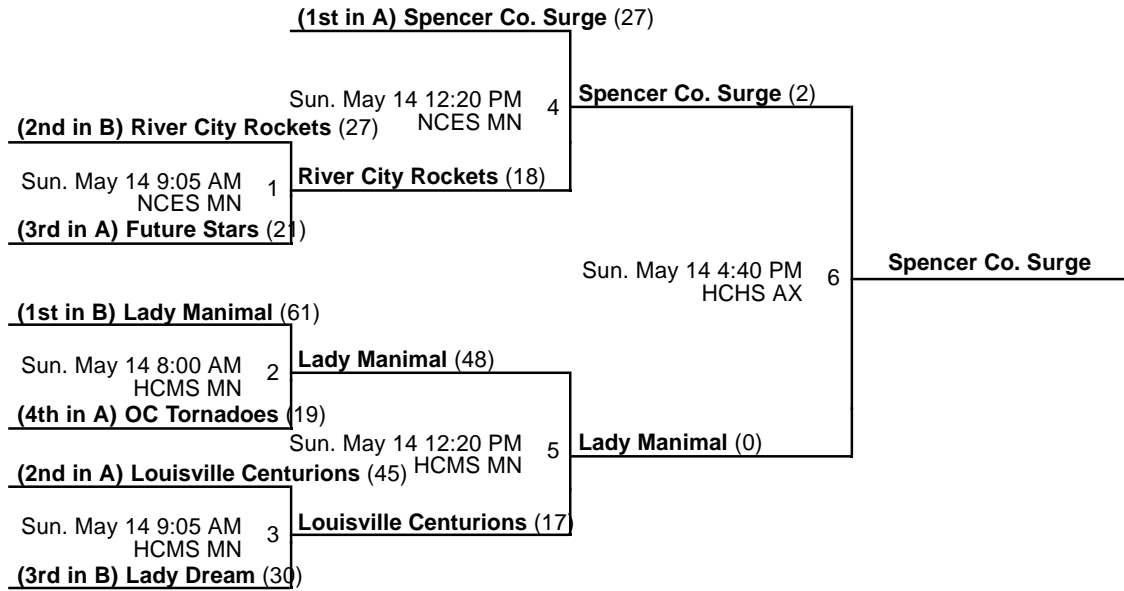 (1st in A) Spencer Co. Surge (27)
Sun. May 14 12:20 PM
NCES MN
4
Spencer Co. Surge (2)
(2nd in B) River City Rockets (27)
Sun. May 14 9:05 AM
NCES MN
1
River City Rockets (18)
(3rd in A) Future Stars (21)
Sun. May 14 4:40 PM
HCHS AX
6
Spencer Co. Surge
(1st in B) Lady Manimal (61)
Sun. May 14 8:00 AM
HCMS MN
2
Lady Manimal (48)
(4th in A) OC Tornadoes (19)
Sun. May 14 12:20 PM
HCMS MN
5
Lady Manimal (0)
(2nd in A) Louisville Centurions (45)
Sun. May 14 9:05 AM
HCMS MN
3
Louisville Centurions (17)
(3rd in B) Lady Dream (30)